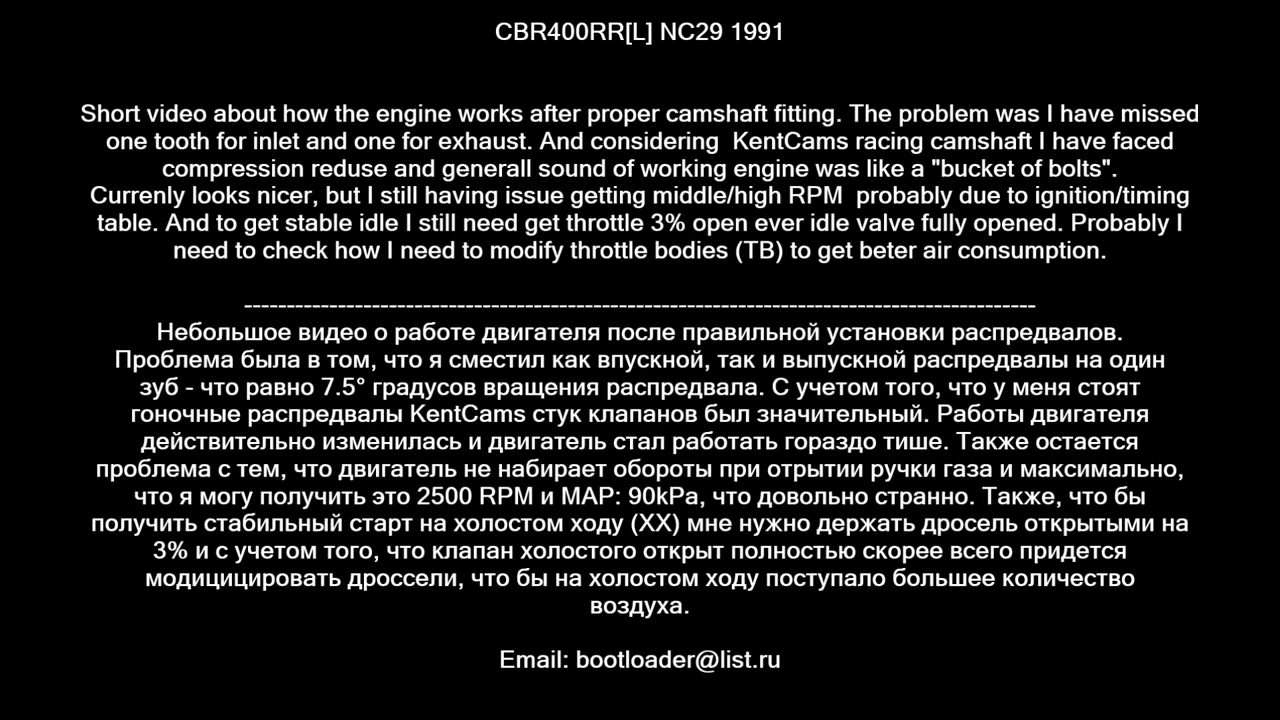 CBR400RR[L] NC29 1991
Short video about how the engine works after proper camshaft fitting. The problem was I have missed
one tooth for inlet and one for exhaust. And considering  KentCams racing camshaft I have faced
compression reduse and generall sound of working engine was like a "bucket of bolts".
Currenly looks nicer, but I still having issue getting middle/high RPM  probably due to ignition/timing
table. And to get stable idle I still need get throttle 3% open ever idle valve fully opened. Probably I
need to check how I need to modify throttle bodies (TB) to get beter air consumption.
---------------------------------------------------------------------------------------------
Небольшое видео о работе двигателя после правильной установки распредвалов.
Проблема была в том, что я сместил как впускной, так и выпускной распредвалы на один
зуб - что равно 7.5° градусов вращения распредвала. С учетом того, что у меня стоят
гоночные распредвалы KentCams стук клапанов был значительный. Работы двигателя
действительно изменилась и двигатель стал работать гораздо тише. Также остается
проблема с тем, что двигатель не набирает обороты при отрытии ручки газа и максимально,
что я могу получить это 2500 RPM и MAP: 90kPa, что довольно странно. Также, что бы
получить стабильный старт на холостом ходу (ХХ) мне нужно держать дросель открытыми на
3% и с учетом того, что клапан холостого открыт полностью скорее всего придется
модицицировать дроссели, что бы на холостом ходу поступало большее количество
воздуха.
Email: bootloader@list.ru